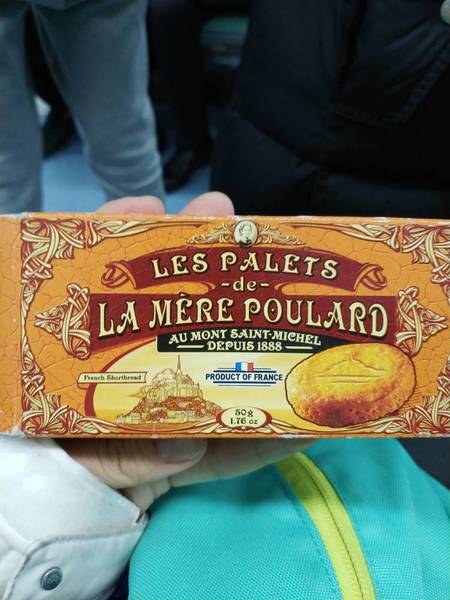 LES PALETS
-de-
LA MÈRE POULARD
AU MONT SAINT-MICHEL
DEPUIS 1888
French Shortbread
PRODUCT OF FRANCE
50 g
1.76 oz